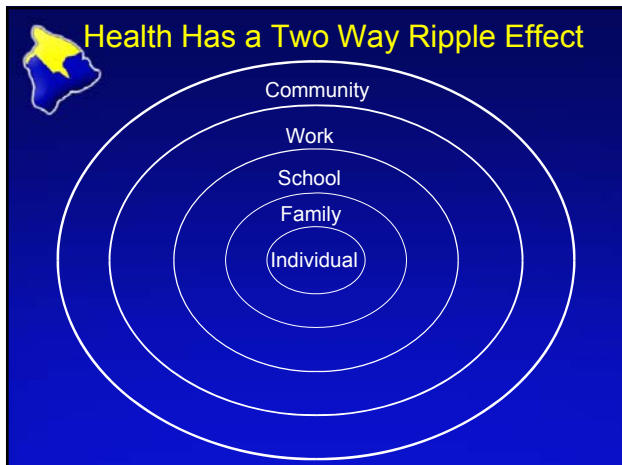 Health Has a Two Way Ripple Effect
Community
Work
School
Family
Individual